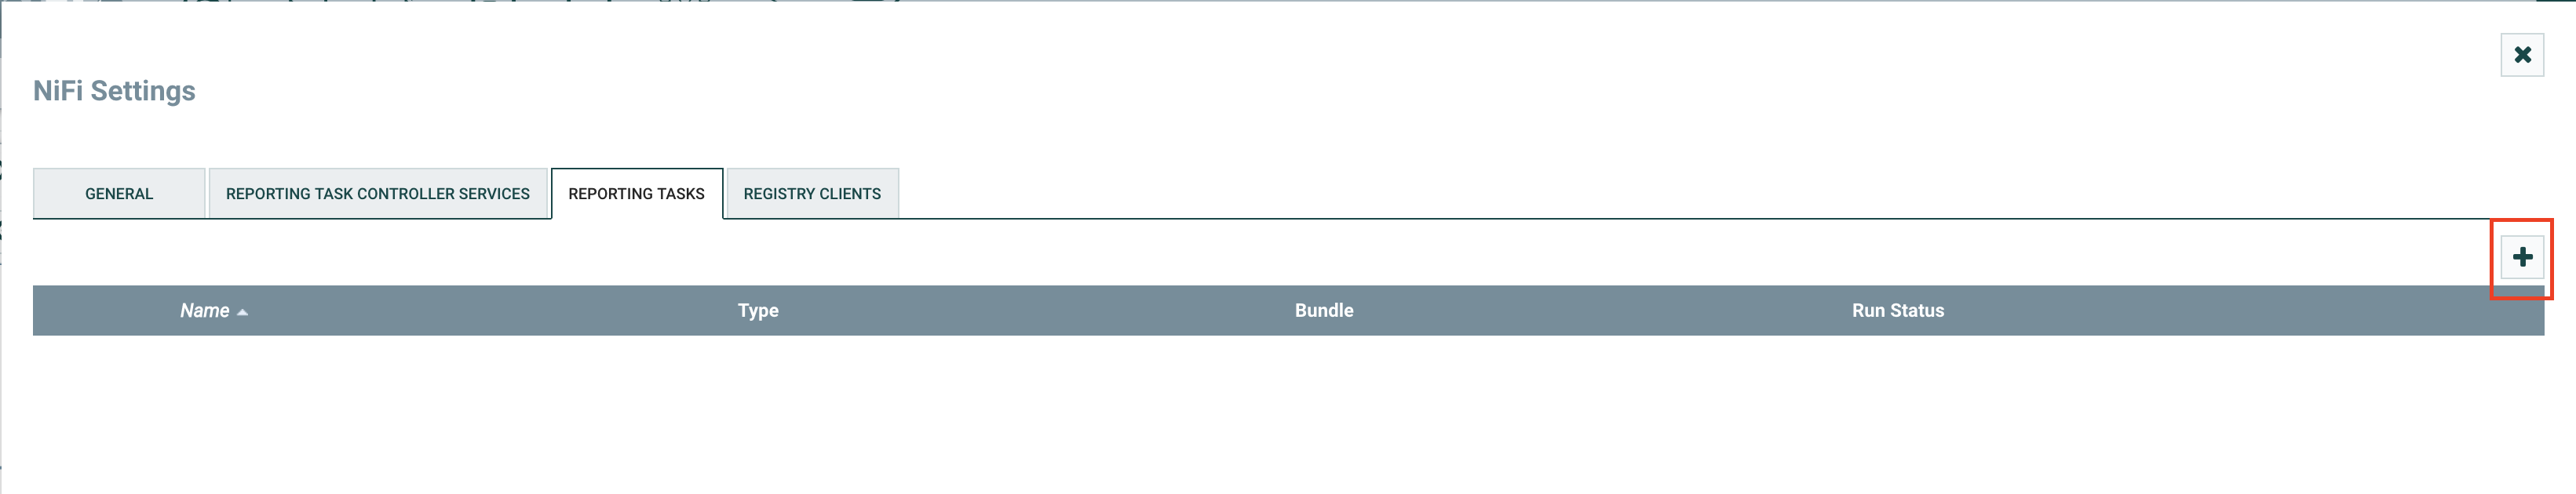 NiFi Settings
GENERAL REPORTING TASK CONTROLLER SERVICES REPORTING TASKS REGISTRY CLIENTS
Name Type Bundle Run Status